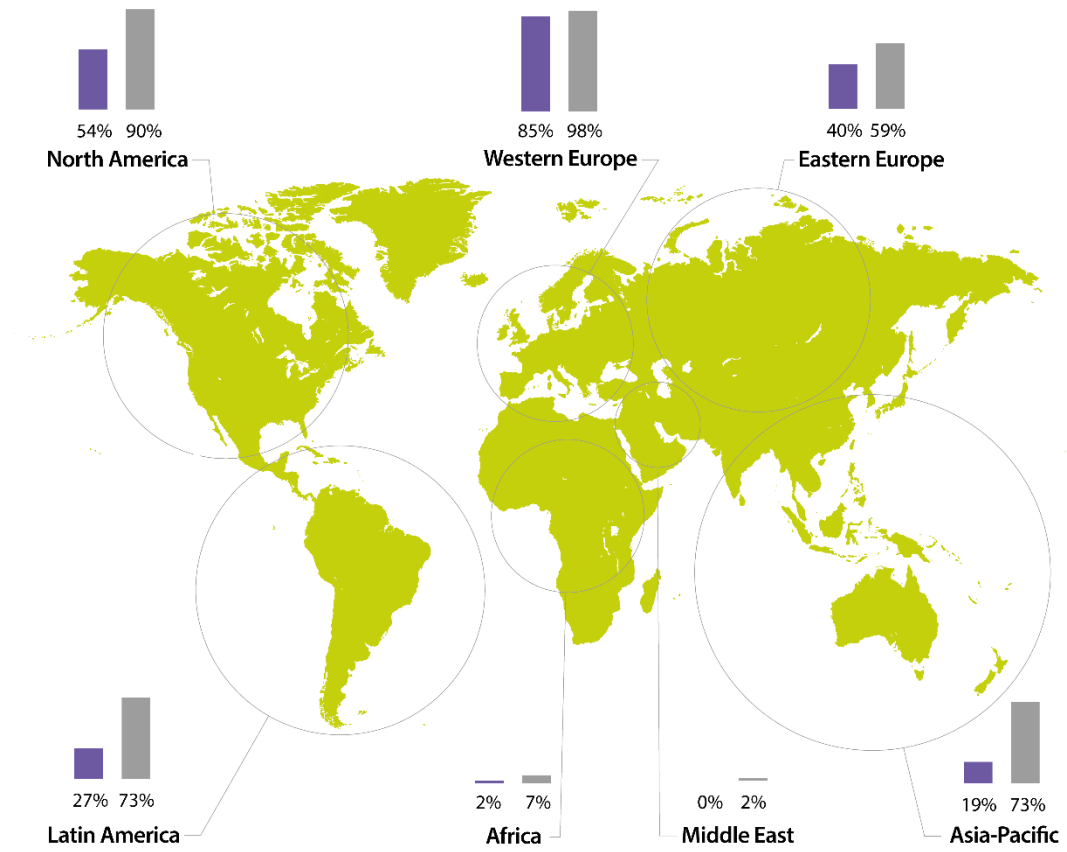 54% 90%
North America
85% 98%
Western Europe
40% 59%
Eastern Europe
27% 73%
Latin America
2% 7%
Africa
0% 2%
Middle East
19% 73%
Asia-Pacific